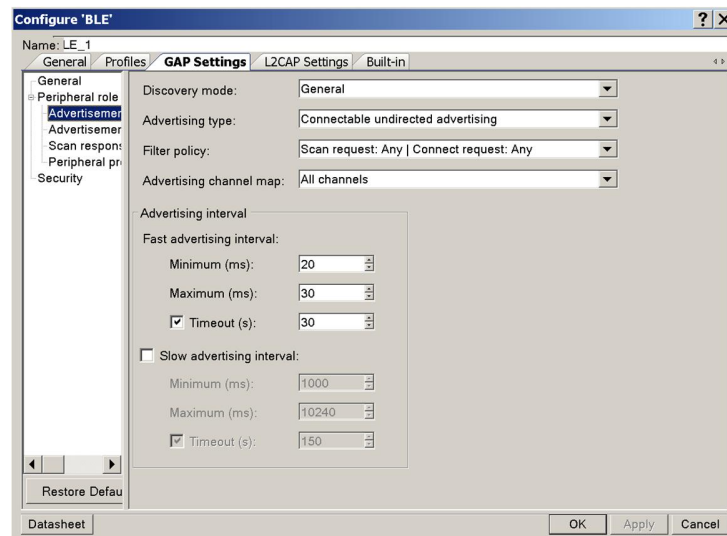 Configure 'BLE'
Name: LE_1
General Profiles GAP Settings L2CAP Settings Built-in
General
Peripheral role
Advertisemer
Advertisemer
Scan respons
Peripheral pr
Security
Restore Defau
Discovery mode: General
Advertising type: Connectable undirected advertising
Filter policy: Scan request: Any | Connect request: Any
Advertising channel map: All channels
Advertising interval
Fast advertising interval:
Minimum (ms): 20
Maximum (ms): 30
Timeout (s): 30
Slow advertising interval:
Minimum (ms): 1000
Maximum (ms): 10240
Timeout (s): 150
Datasheet OK Apply Cancel